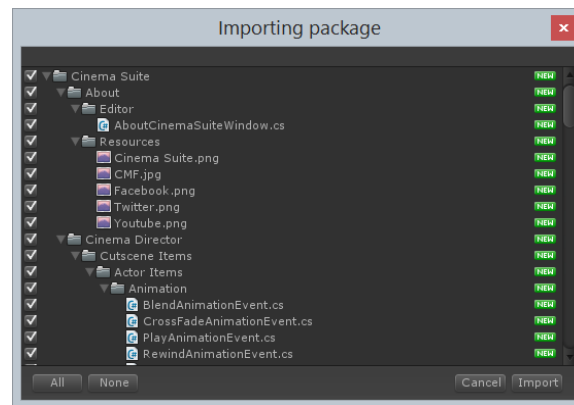 Importing package
x
Cinema Suite NEW
About NEW
Editor NEW
AboutCinemaSuiteWindow.cs NEW
Resources NEW
Cinema Suite.png NEW
CMF.jpg NEW
Facebook.png NEW
Twitter.png NEW
Youtube.png NEW
Cinema Director NEW
Cutscene Items NEW
Actor Items NEW
Animation NEW
BlendAnimationEvent.cs NEW
CrossFadeAnimationEvent.cs NEW
PlayAnimationEvent.cs NEW
RewindAnimationEvent.cs NEW
All None Cancel Import